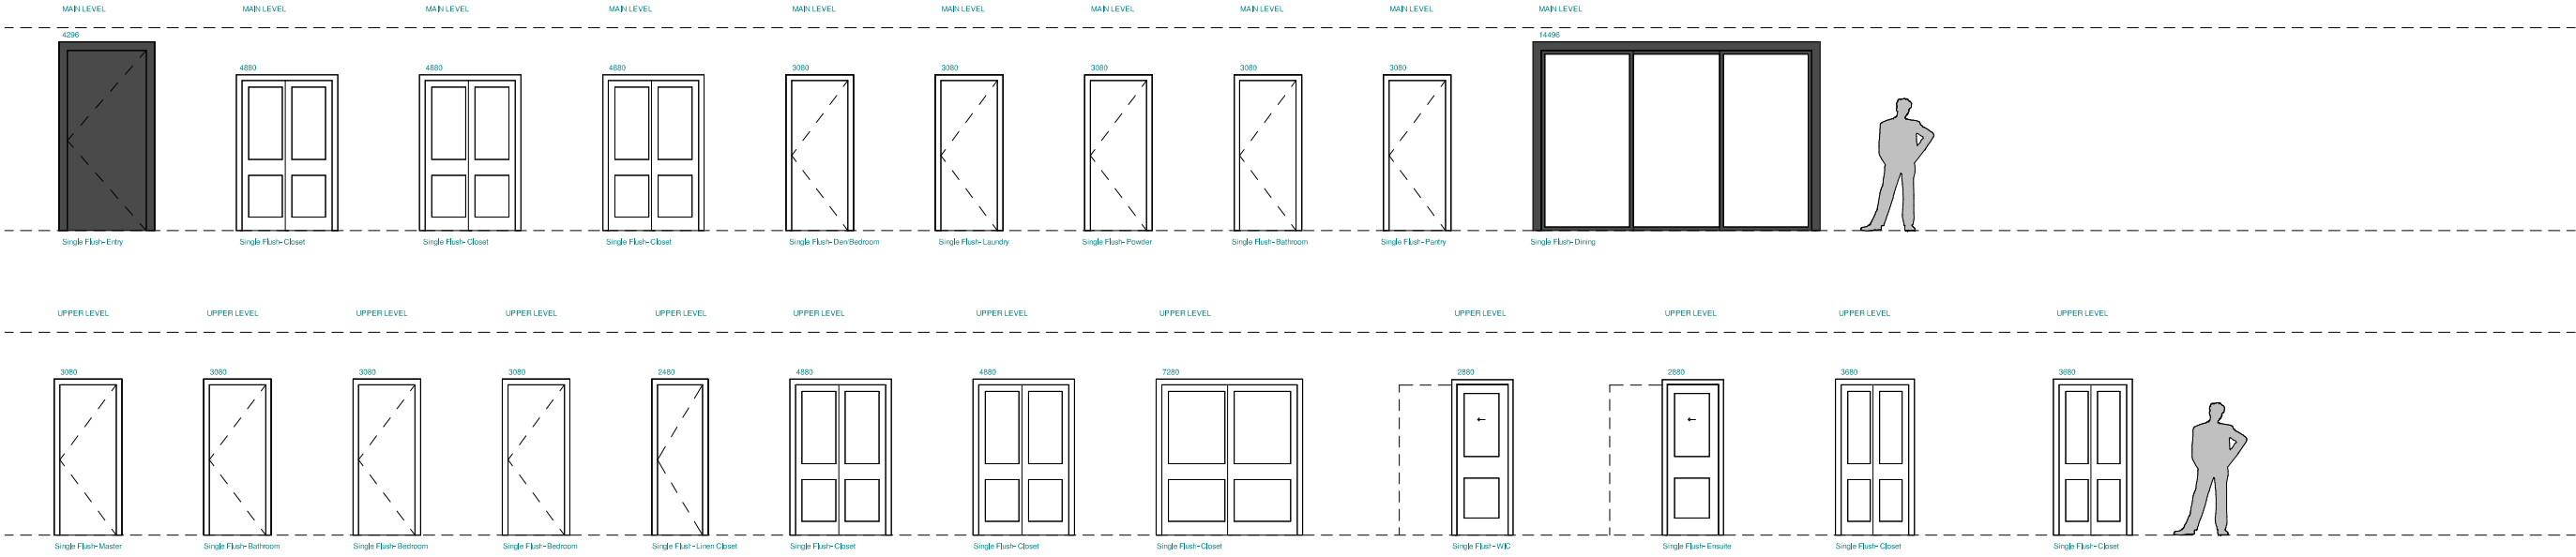 MAIN LEVEL MAIN LEVEL MAIN LEVEL MAIN LEVEL MAIN LEVEL MAIN LEVEL MAIN LEVEL MAIN LEVEL MAIN LEVEL MAIN LEVEL
4296 4880 4880 4880 3080 3080 3080 3080 3080 14496
Single Flush-Entry Single Flush-Closet Single Flush-Closet Single Flush-Closet Single Flush-Den/Bedroom Single Flush-Laundry Single Flush-Powder Single Flush-Bathroom Single Flush-Pantry Single Flush-Dining
UPPER LEVEL UPPER LEVEL UPPER LEVEL UPPER LEVEL UPPER LEVEL UPPER LEVEL UPPER LEVEL UPPER LEVEL UPPER LEVEL UPPER LEVEL UPPER LEVEL UPPER LEVEL
3080 3080 3080 3080 2480 4880 4880 7280 2880 2880 3680 3680
Single Flush-Master Single Flush-Bathroom Single Flush-Bedroom Single Flush-Bedroom Single Flush-Linen Closet Single Flush-Closet Single Flush-Closet Single Flush-Closet Single Flush-WIC Single Flush-Ensuite Single Flush-Closet Single Flush-Closet